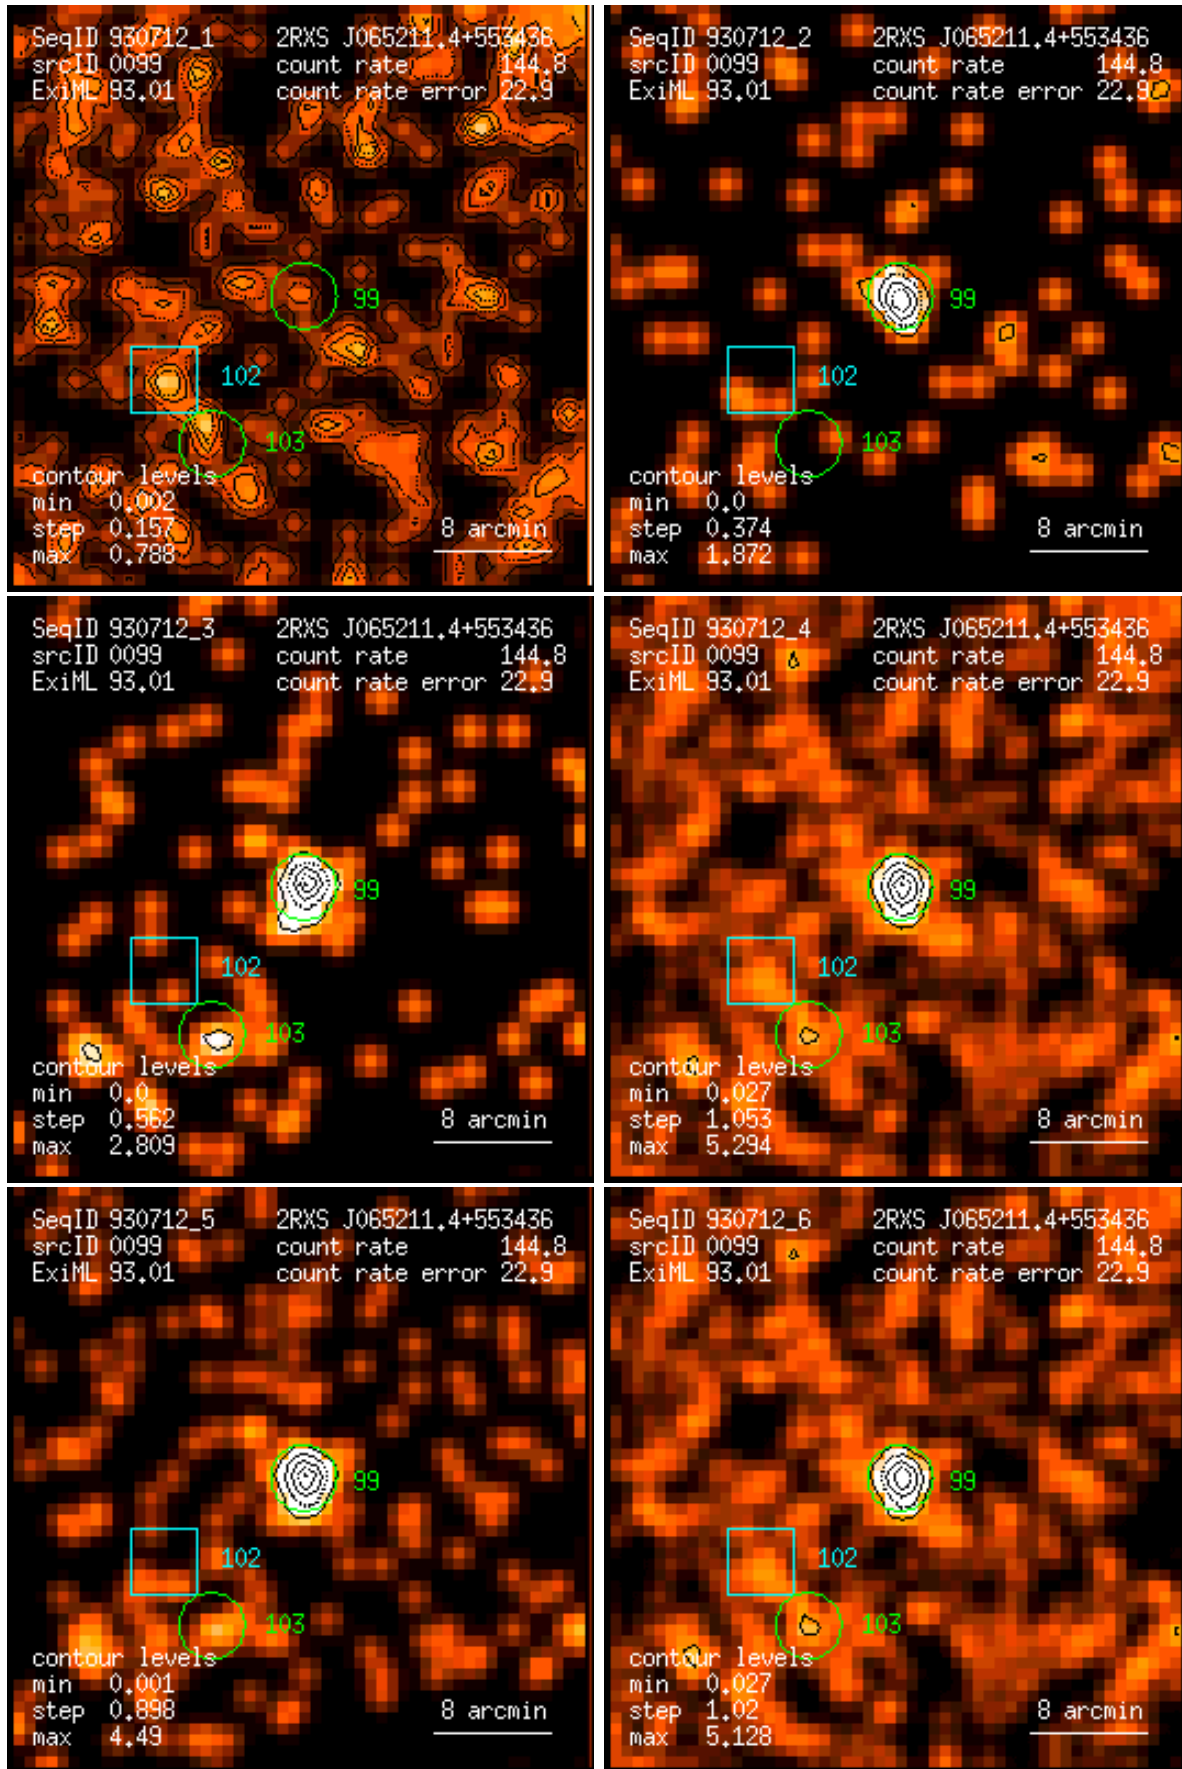 SeqID 930712_1 2RXS J065211.4+553436
srcID 0099 count rate 144.8
ExiML 93.01 count rate error 22.9
99
102
103
contour levels
min 0.002
step 0.157 8 arcmin
max 0.788
SeqID 930712_2 2RXS J065211.4+553436
srcID 0099 count rate 144.8
ExiML 93.01 count rate error 22.9
99
102
103
contour levels
min 0.0
step 0.374 8 arcmin
max 1.872
SeqID 930712_3 2RXS J065211.4+553436
srcID 0099 count rate 144.8
ExiML 93.01 count rate error 22.9
99
102
103
contour levels
min 0.0
step 0.562 8 arcmin
max 2.809
SeqID 930712_4 2RXS J065211.4+553436
srcID 0099 count rate 144.8
ExiML 93.01 count rate error 22.9
99
102
103
contour levels
min 0.027
step 1.053 8 arcmin
max 5.294
SeqID 930712_5 2RXS J065211.4+553436
srcID 0099 count rate 144.8
ExiML 93.01 count rate error 22.9
99
102
103
contour levels
min 0.001
step 0.898 8 arcmin
max 4.49
SeqID 930712_6 2RXS J065211.4+553436
srcID 0099 count rate 144.8
ExiML 93.01 count rate error 22.9
99
102
103
contour levels
min 0.027
step 1.02 8 arcmin
max 5.128